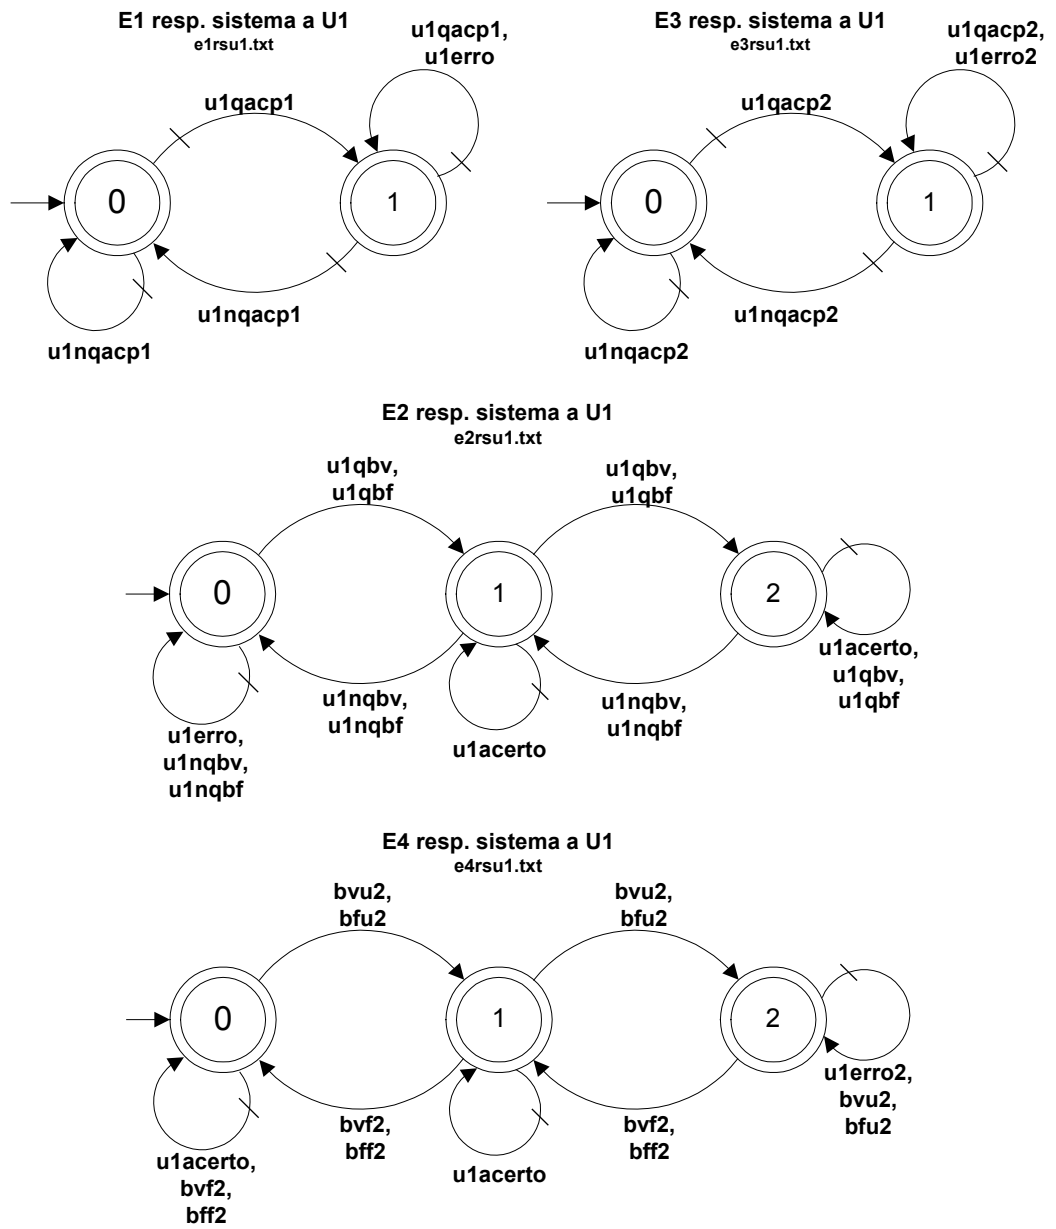 E1 resp. sistema a U1
e1rsu1.txt
u1qacp1,
u1erro
u1qacp1
0
1
u1nqacp1
u1nqacp1
E3 resp. sistema a U1
e3rsu1.txt
u1qacp2,
u1erro2
u1qacp2
0
1
u1nqacp2
u1nqacp2
E2 resp. sistema a U1
e2rsu1.txt
u1qbv,
u1qbf
u1qbv,
u1qbf
0
1
2
u1acerto,
u1qbv,
u1qbf
u1nqbv,
u1nqbf
u1nqbv,
u1nqbf
u1erro,
u1nqbv,
u1nqbf
u1acerto
E4 resp. sistema a U1
e4rsu1.txt
bvu2,
bfu2
bvu2,
bfu2
0
1
2
u1erro2,
bvu2,
bfu2
bvf2,
bff2
bvf2,
bff2
u1acerto,
bvf2,
bff2
u1acerto